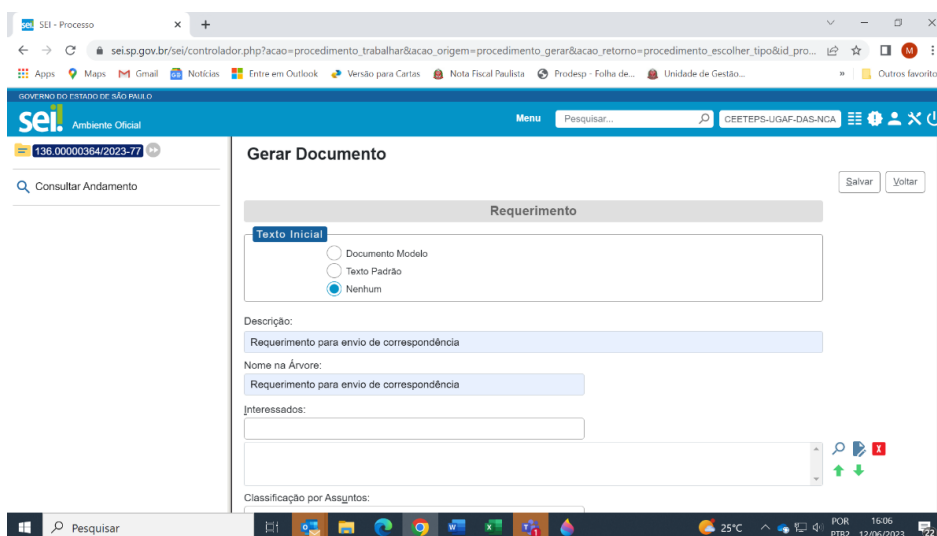 SEI - Processo
sei.sp.gov.br/sei/controlador.php?acao=procedimento_trabalhar&acao_origem=procedimento_gerar&acao_retorno=procedimento_escolher_tipo&id_pro...
M
Apps Maps Gmail Notícias Entre em Outlook Versão para Cartas Nota Fiscal Paulista Prodesp - Folha de... Unidade de Gestão... » Outros favorito
GOVERNO DO ESTADO DE SÃO PAULO
sei! Ambiente Oficial Menu Pesquisar... CEETEPS-UGAF-DAS-NCA
136.00000364/2023-77
Consultar Andamento
Gerar Documento
Salvar Voltar
Requerimento
Texto Inicial
Documento Modelo
Texto Padrão
Nenhum
Descrição:
Requerimento para envio de correspondência
Nome na Árvore:
Requerimento para envio de correspondência
Interessados:
Classificação por Assuntos:
Pesquisar 25°C POR 16:06
PTB2 12/06/2023 22